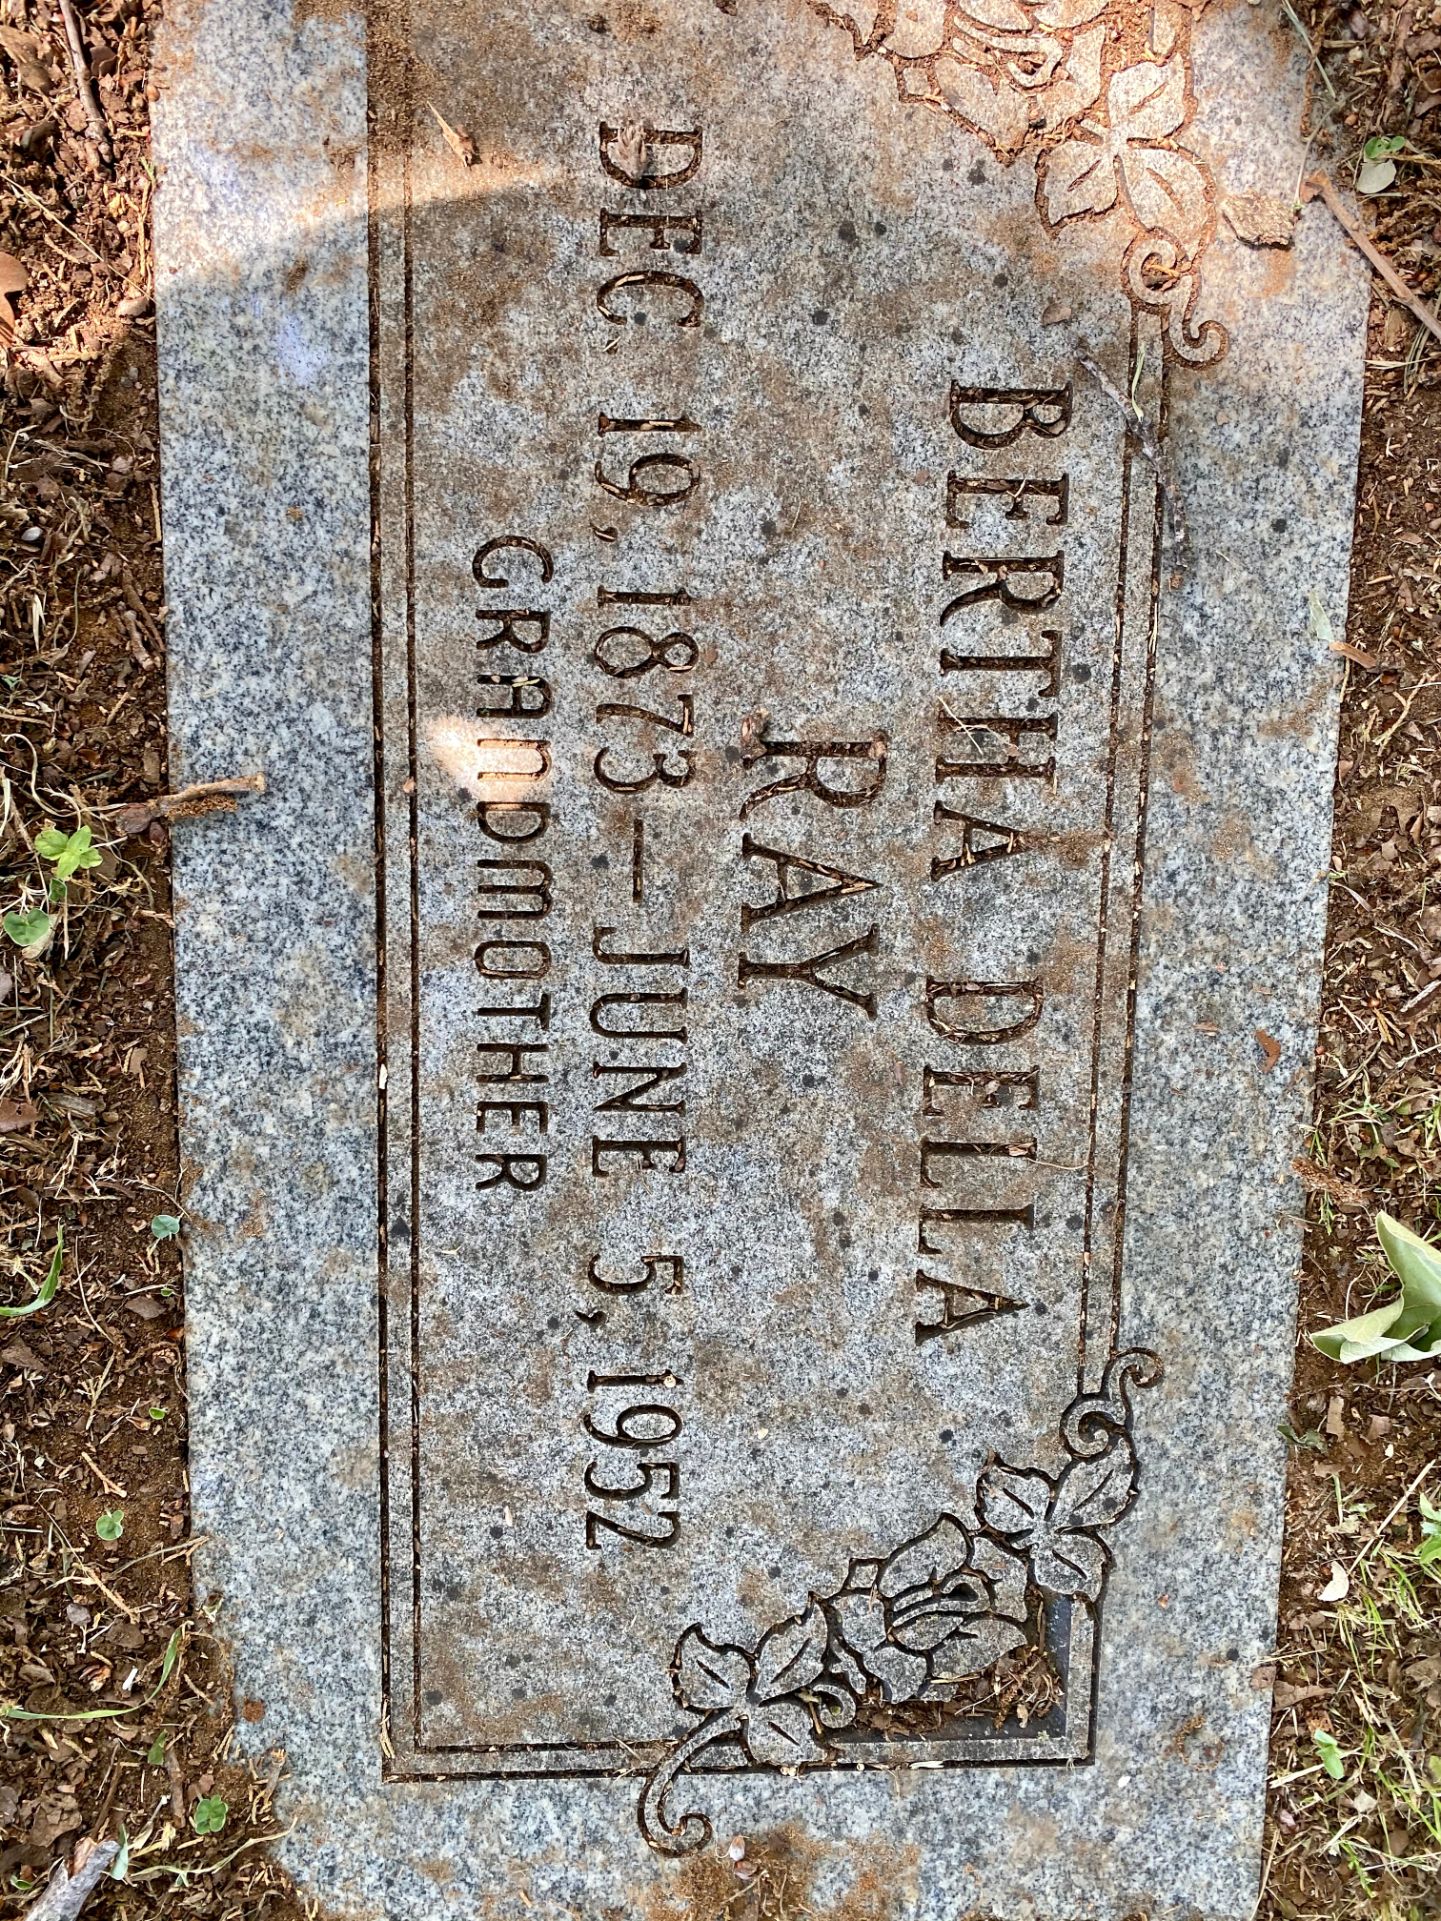 BERTHA DELLA
RAY
DEC. 19, 1873 – JUNE 5, 1952
GRANDMOTHER